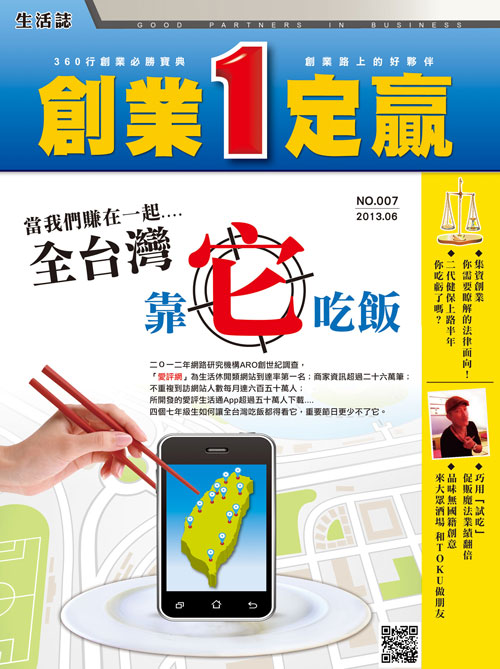 生活誌
GOOD PARTNERS IN BUSINESS
360行創業必勝寶典
創業路上的好夥伴
創業1定贏
NO.007
2013.06
當我們賺在一起....
全台灣
靠它吃飯
二〇一二年網路研究機構ARO創世紀調查，
「愛評網」為生活休閒類網站到達率第一名；商家資訊超過二十六萬筆；
不重複到訪網站人數每月達六百五十萬人；
所開發的愛評生活通App超過五十萬人下載....
四個七年級生如何讓全台灣吃飯都得看它，重要節日更少不了它。
◆集資創業
你需要瞭解的法律面向！
◆二代健保上路半年
你吃虧了嗎？
◆巧用「試吃」
促販魔法業績翻倍
◆品味無國籍創意
來大眾酒場 和TOKU做朋友